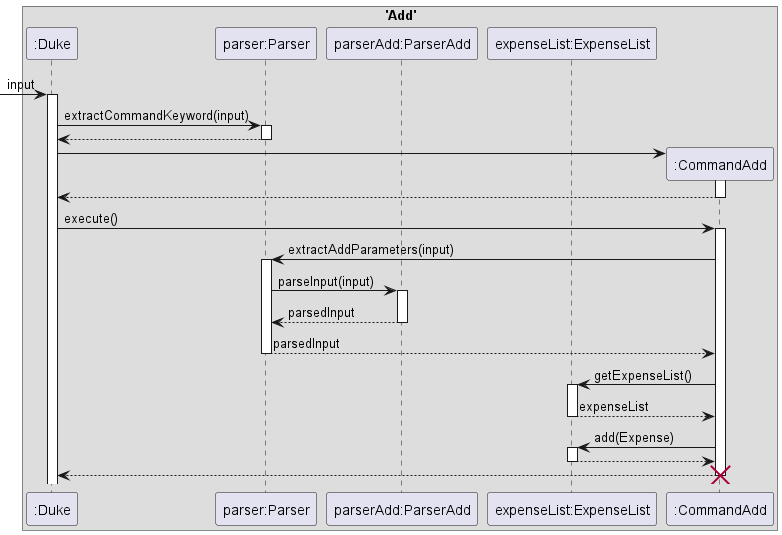 'Add'
:Duke
parser:Parser
parserAdd:ParserAdd
expenseList:ExpenseList
input
extractCommandKeyword(input)
:CommandAdd
execute()
extractAddParameters(input)
parseInput(input)
parsedInput
parsedInput
getExpenseList()
expenseList
add(Expense)
:Duke
parser:Parser
parserAdd:ParserAdd
expenseList:ExpenseList
:CommandAdd